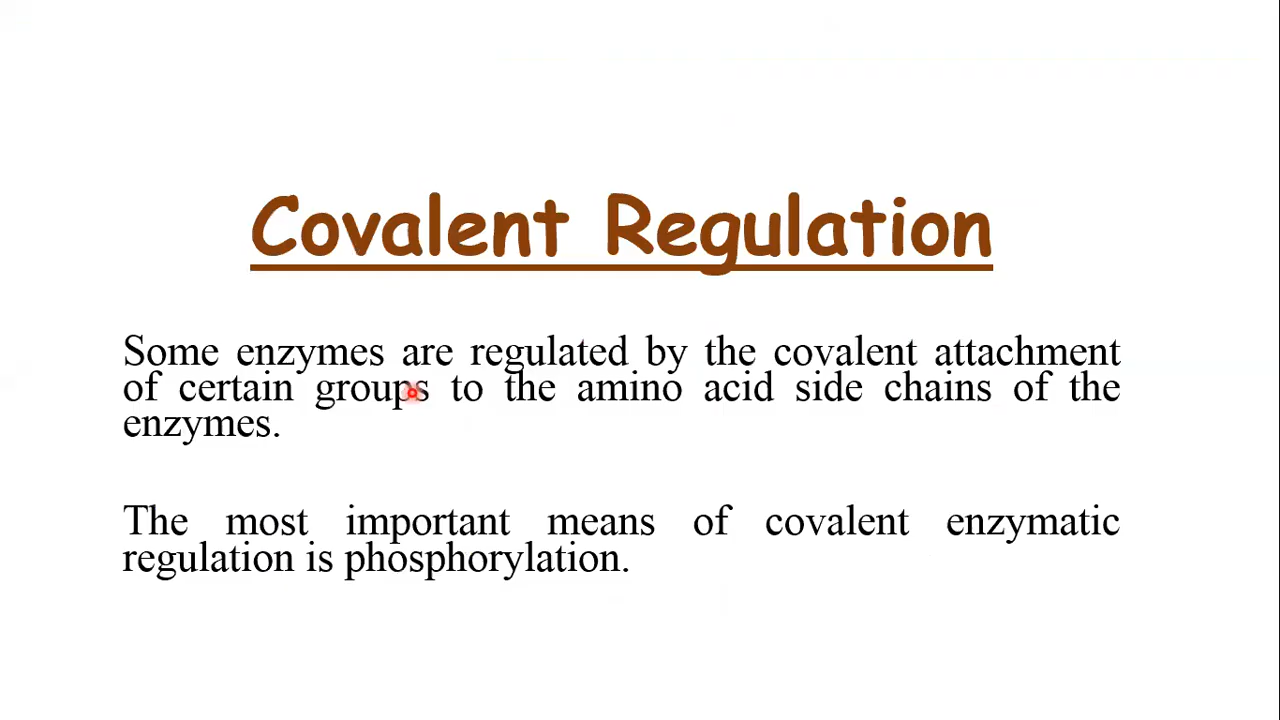 Covalent Regulation
Some enzymes are regulated by the covalent attachment
of certain groups to the amino acid side chains of the
enzymes.
The most important means of covalent enzymatic
regulation is phosphorylation.